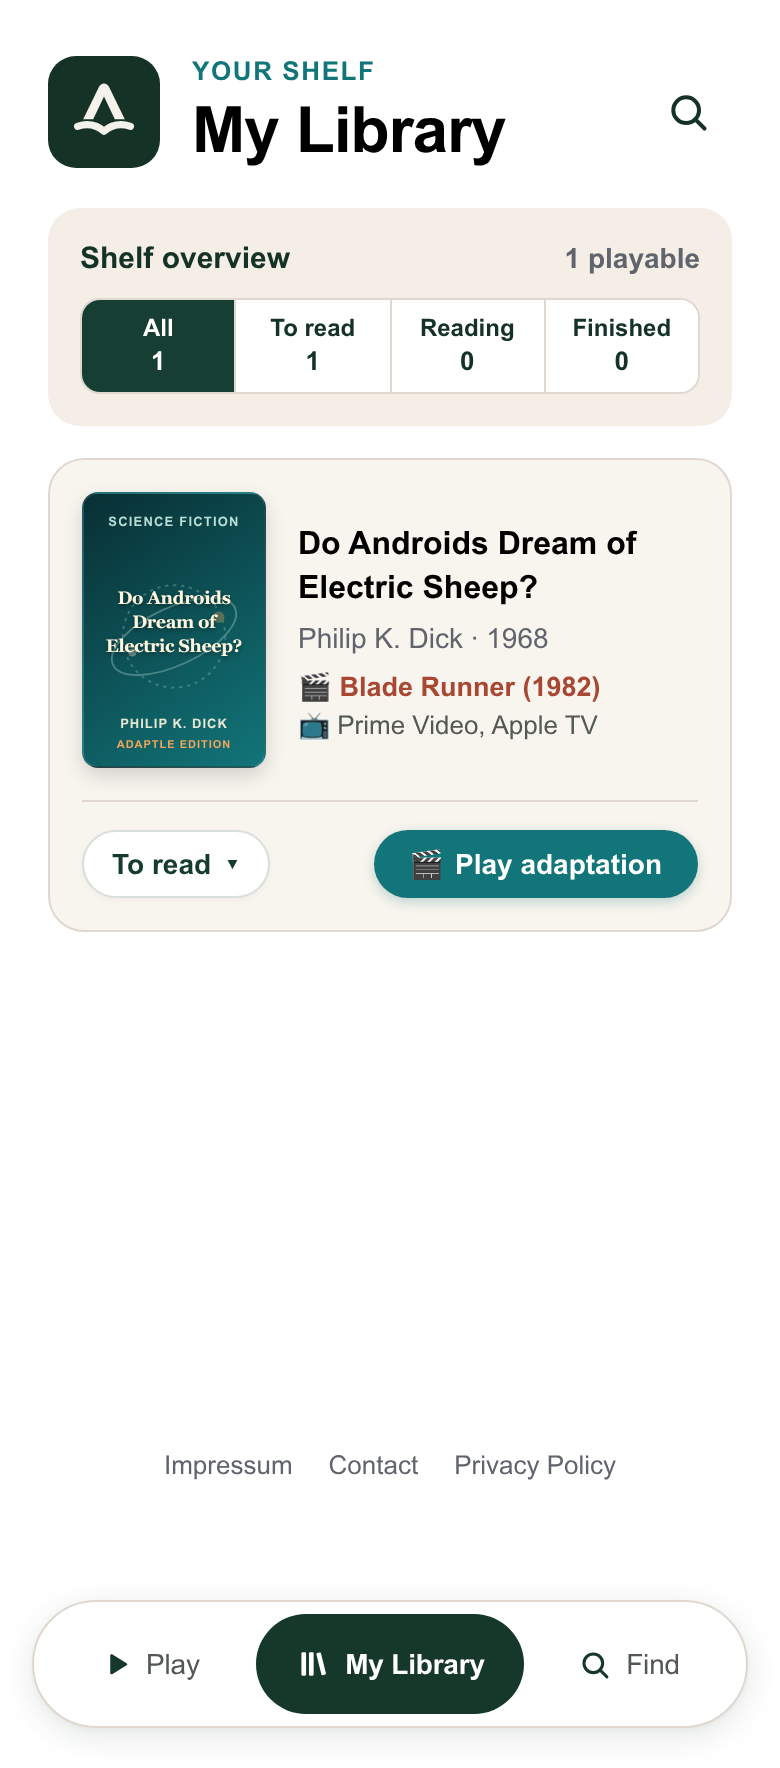 YOUR SHELF
My Library
Shelf overview
1 playable
All
1
To read
1
Reading
0
Finished
0
SCIENCE FICTION
Do Androids
Dream of
Electric Sheep?
PHILIP K. DICK
ADAPTLE EDITION
Do Androids Dream of
Electric Sheep?
Philip K. Dick · 1968
🎬 Blade Runner (1982)
📺 Prime Video, Apple TV
To read ▼
🎬 Play adaptation
Impressum Contact Privacy Policy
Play
My Library
Find